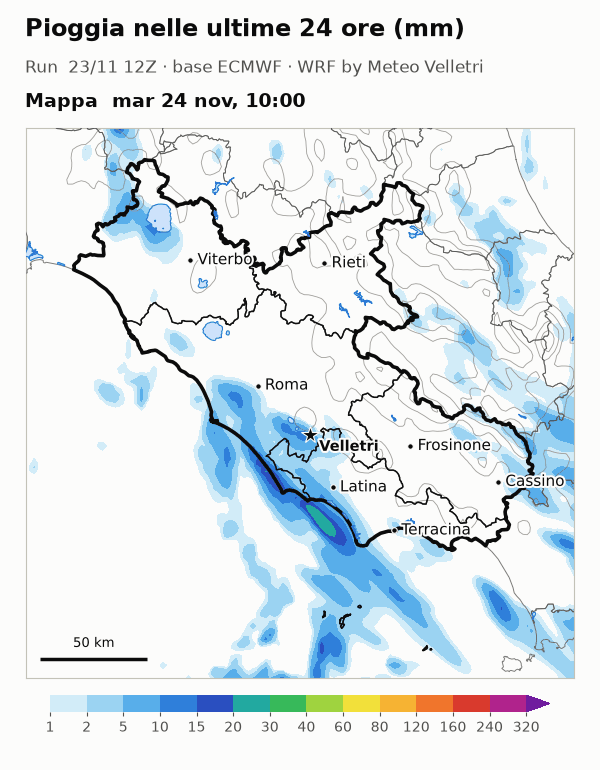 Pioggia nelle ultime 24 ore (mm)
Run  23/11 12Z · base ECMWF · WRF by Meteo Velletri
Mappa  mar 24 nov, 10:00
Viterbo
Rieti
Roma
Velletri
Frosinone
Latina
Cassino
Terracina
50 km
1 2 5 10 15 20 30 40 60 80 120 160 240 320